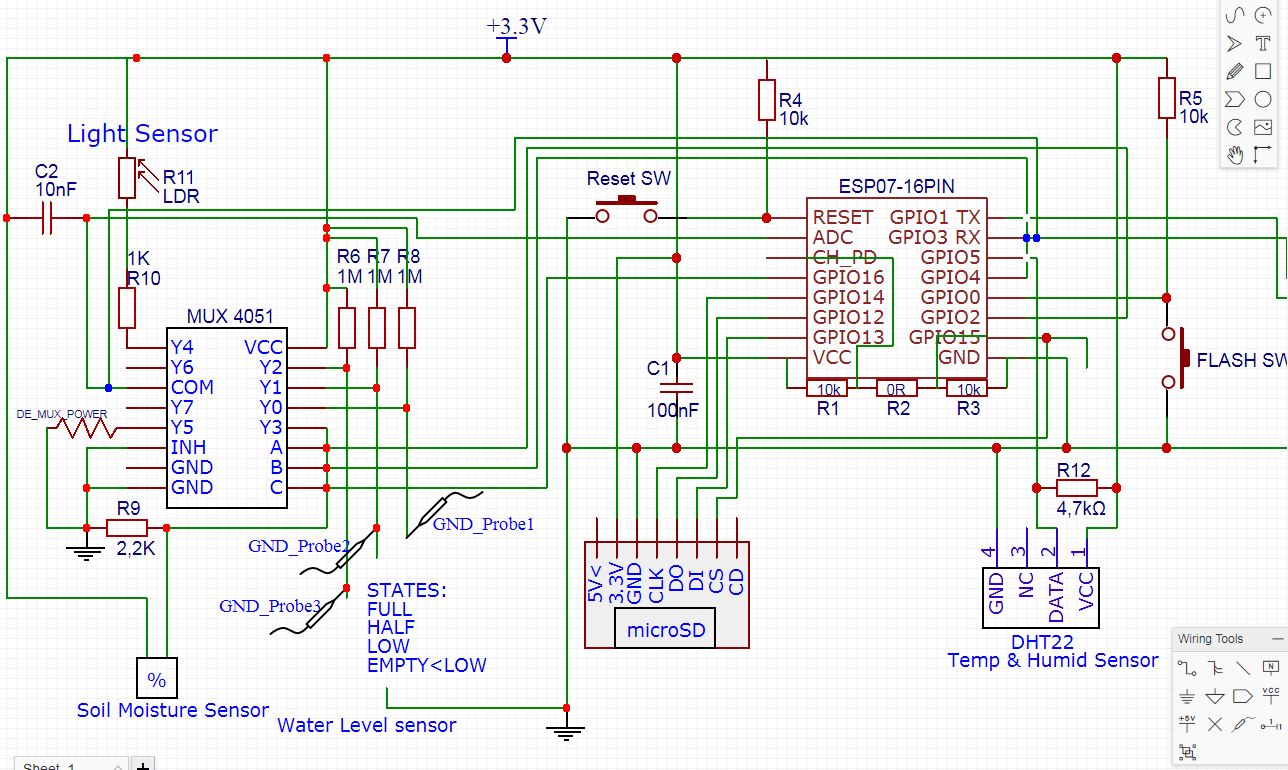 +3.3V
Light Sensor
R4
10k
R5
10k
C2
10nF
R11
LDR
Reset SW
ESP07-16PIN
RESET
ADC
CH_PD
GPIO16
GPIO14
GPIO12
GPIO13
VCC
GPIO1 TX
GPIO3 RX
GPIO5
GPIO4
GPIO0
GPIO2
GPIO15
GND
10k
0R
10k
R1
R2
R3
1K
R10
R6 R7 R8
1M 1M 1M
MUX 4051
Y4
Y6
COM
Y7
Y5
INH
GND
GND
VCC
Y2
Y1
Y0
Y3
A
B
C
DE_MUX_POWER
C1
100nF
FLASH SW
R9
2,2K
GND_Probe1
GND_Probe2
GND_Probe3
R12
4,7kΩ
STATES:
FULL
HALF
LOW
EMPTY<LOW
5V<
3.3V
GND
CLK
DO
DI
CS
CD
microSD
4
3
2
1
GND
NC
DATA
VCC
DHT22
Temp & Humid Sensor
%
Soil Moisture Sensor
Water Level sensor
Wiring Tools
N
VCC
+5V
1
Sheet_1